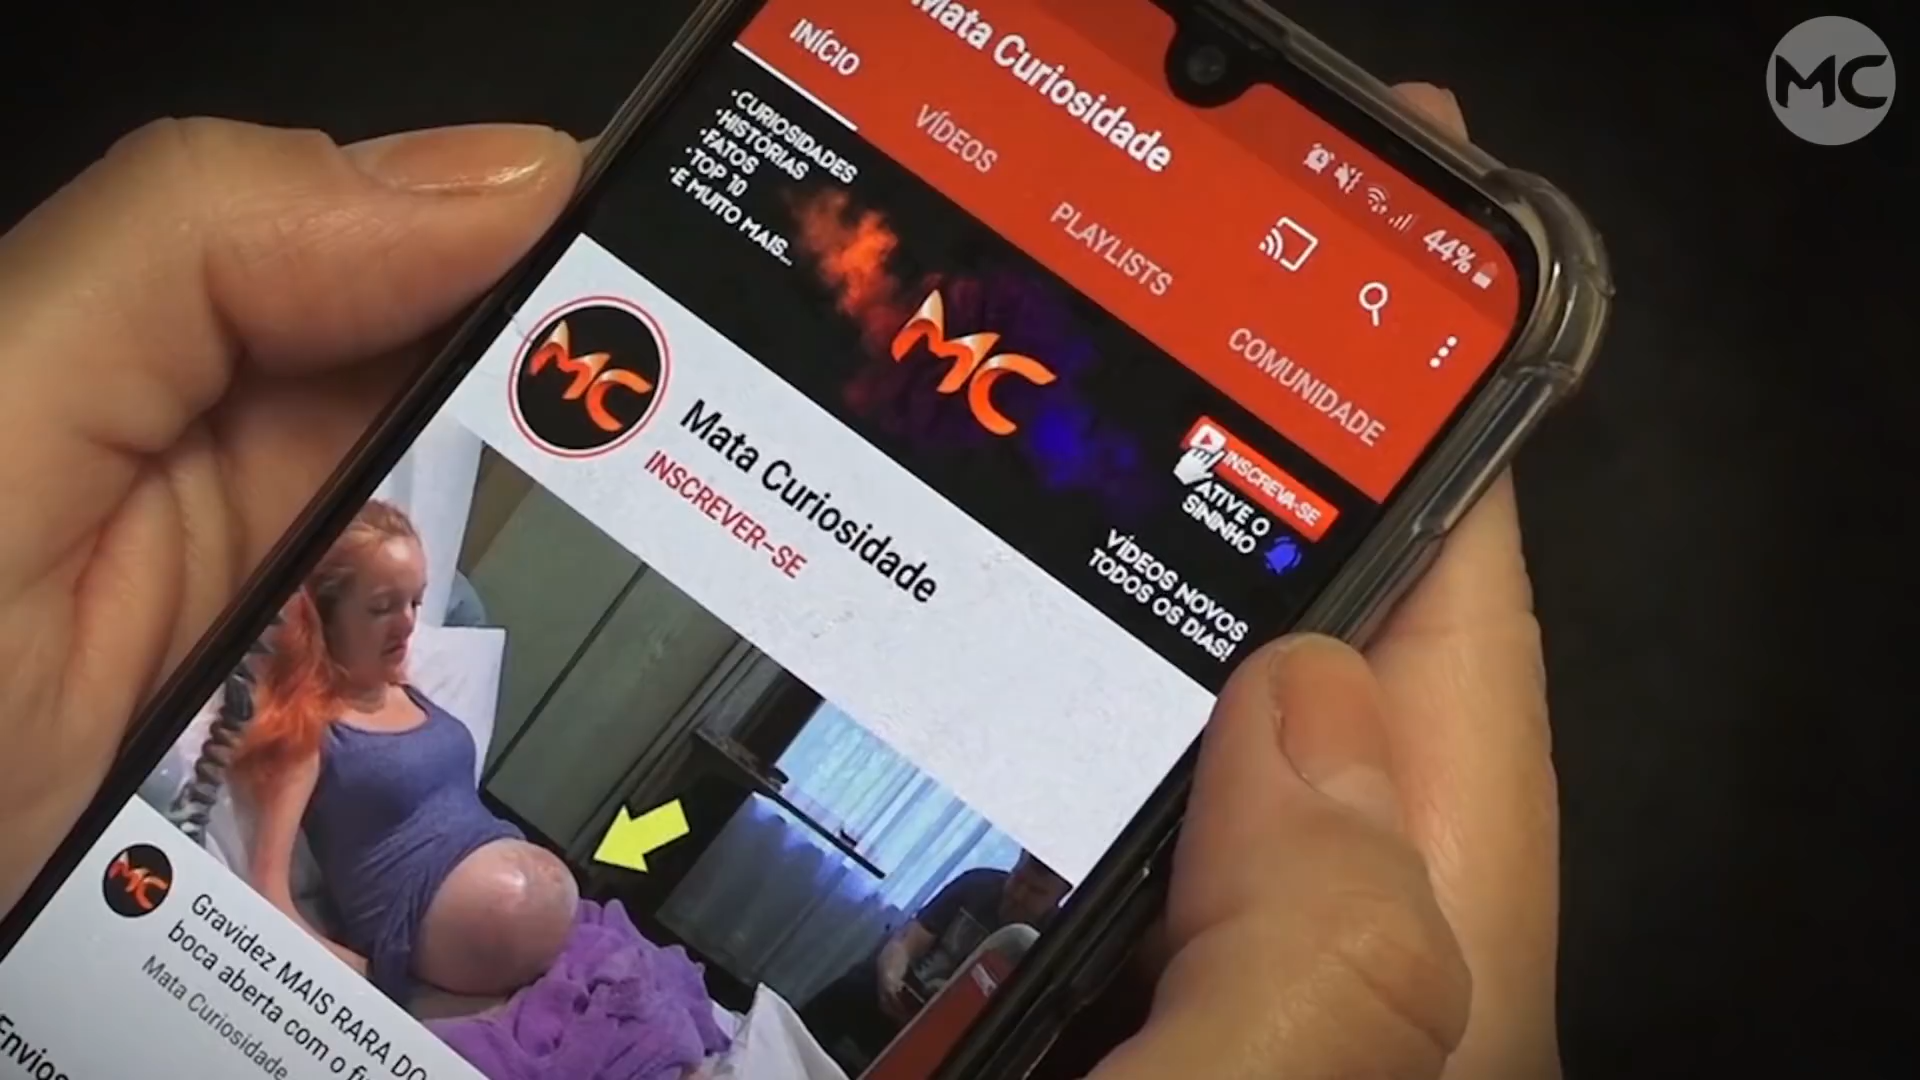 MC
Mata Curiosidade
INÍCIO
VÍDEOS
PLAYLISTS
COMUNIDADE
44%
•CURIOSIDADES
•HISTÓRIAS
•FATOS
•TOP 10
•E MUITO MAIS...
MC
INSCREVA-SE
ATIVE O
SININHO
VÍDEOS NOVOS
TODOS OS DIAS!
MC
Mata Curiosidade
INSCREVER-SE
MC
Gravidez MAIS RARA DO
boca aberta com o
Mata Curiosidade
Envios